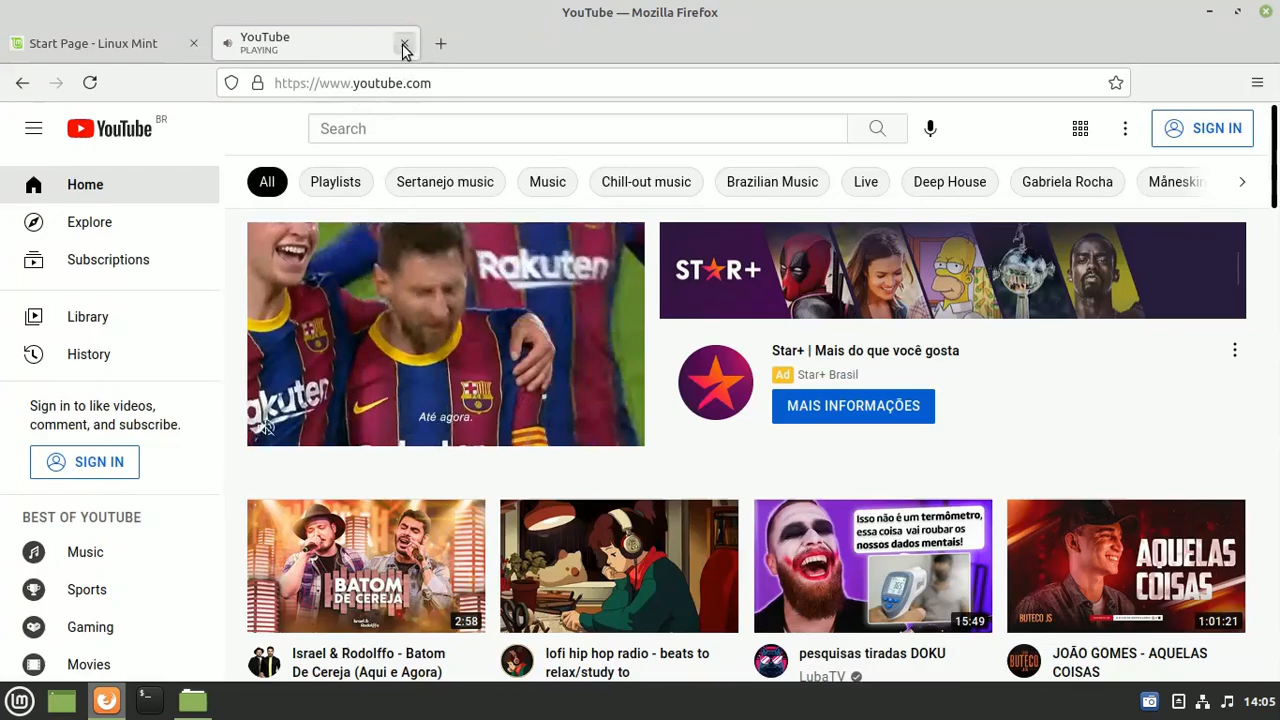 YouTube — Mozilla Firefox
Start Page - Linux Mint
YouTube
PLAYING
https://www.youtube.com
YouTube BR
Search
SIGN IN
Home
Explore
Subscriptions
Library
History
Sign in to like videos,
comment, and subscribe.
SIGN IN
BEST OF YOUTUBE
Music
Sports
Gaming
Movies
All
Playlists
Sertanejo music
Music
Chill-out music
Brazilian Music
Live
Deep House
Gabriela Rocha
Måneskin
Rakuten
Até agora.
STAR+
Star+ | Mais do que você gosta
Ad Star+ Brasil
MAIS INFORMAÇÕES
BATOM
DE CEREJA
Israel & Rodolffo
2:58
Israel & Rodolffo - Batom
De Cereja (Aqui e Agora)
lofi hip hop radio - beats to
relax/study to
Isso não é um termômetro,
essa coisa vai roubar os
nossos dados mentais!
15:49
pesquisas tiradas DOKU
LubaTV
AQUELAS
COISAS
BUTECO JS
1:01:21
JOÃO GOMES - AQUELAS
COISAS
14:05